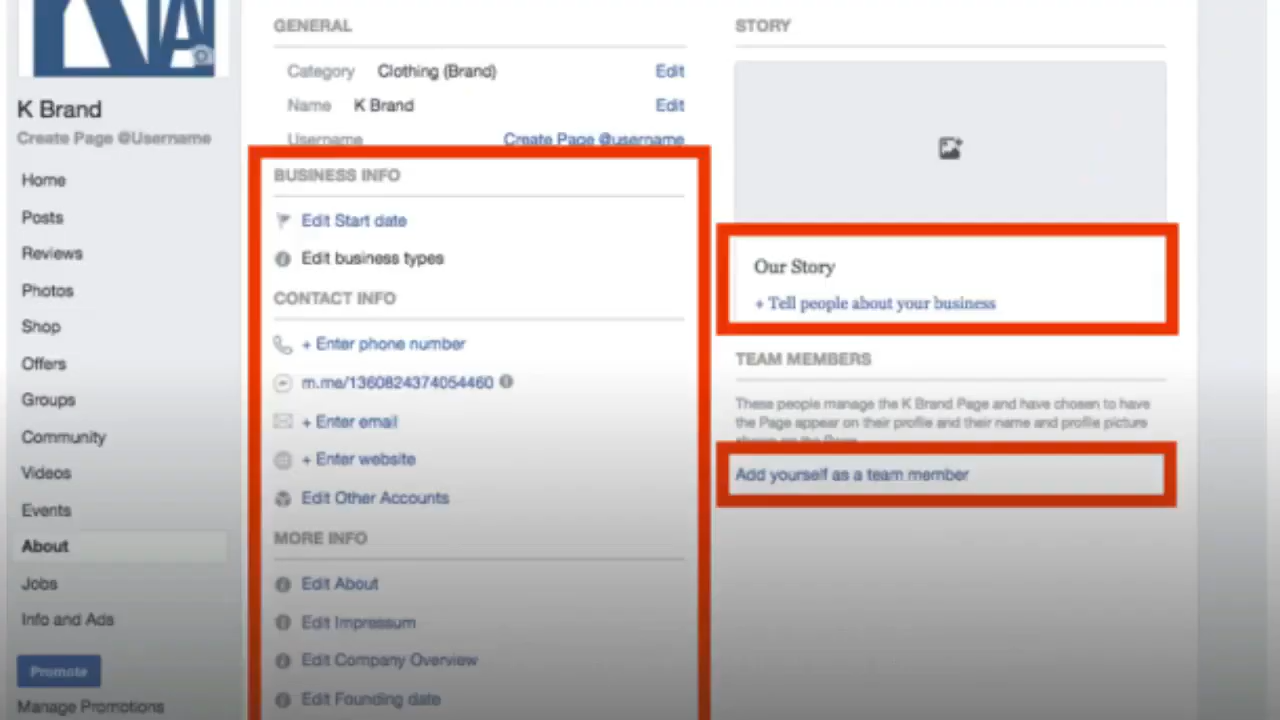 K Brand
Create Page @Username
Home
Posts
Reviews
Photos
Shop
Offers
Groups
Community
Videos
Events
About
Jobs
Info and Ads
Promote
Manage Promotions
GENERAL
Category Clothing (Brand) Edit
Name K Brand Edit
Username Create Page @username
BUSINESS INFO
Edit Start date
Edit business types
CONTACT INFO
+ Enter phone number
m.me/1360824374054460
+ Enter email
+ Enter website
Edit Other Accounts
MORE INFO
Edit About
Edit Impressum
Edit Company Overview
Edit Founding date
STORY
Our Story
+ Tell people about your business
TEAM MEMBERS
These people manage the K Brand Page and have chosen to have
the Page appear on their profile and their name and profile picture
shown on the Page.
Add yourself as a team member